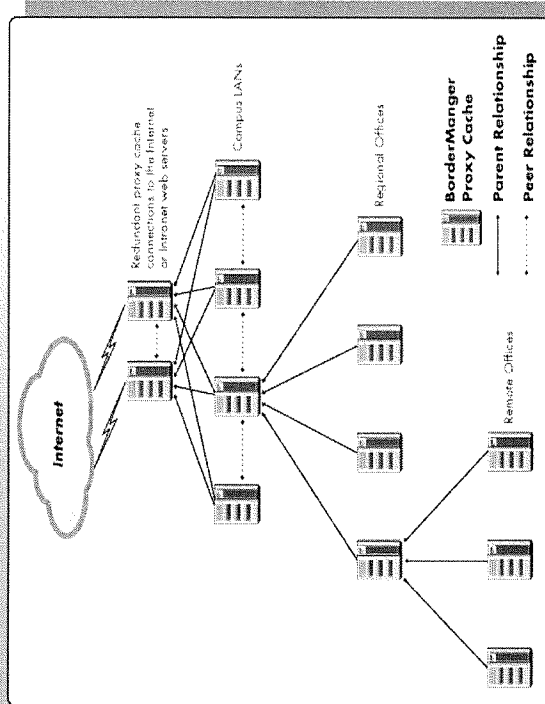 Internet
Redundant proxy cache
connections to the Internet
or Intranet web servers
Campus LANs
Regional Offices
Remote Offices
BorderManger
Proxy Cache
Parent Relationship
Peer Relationship